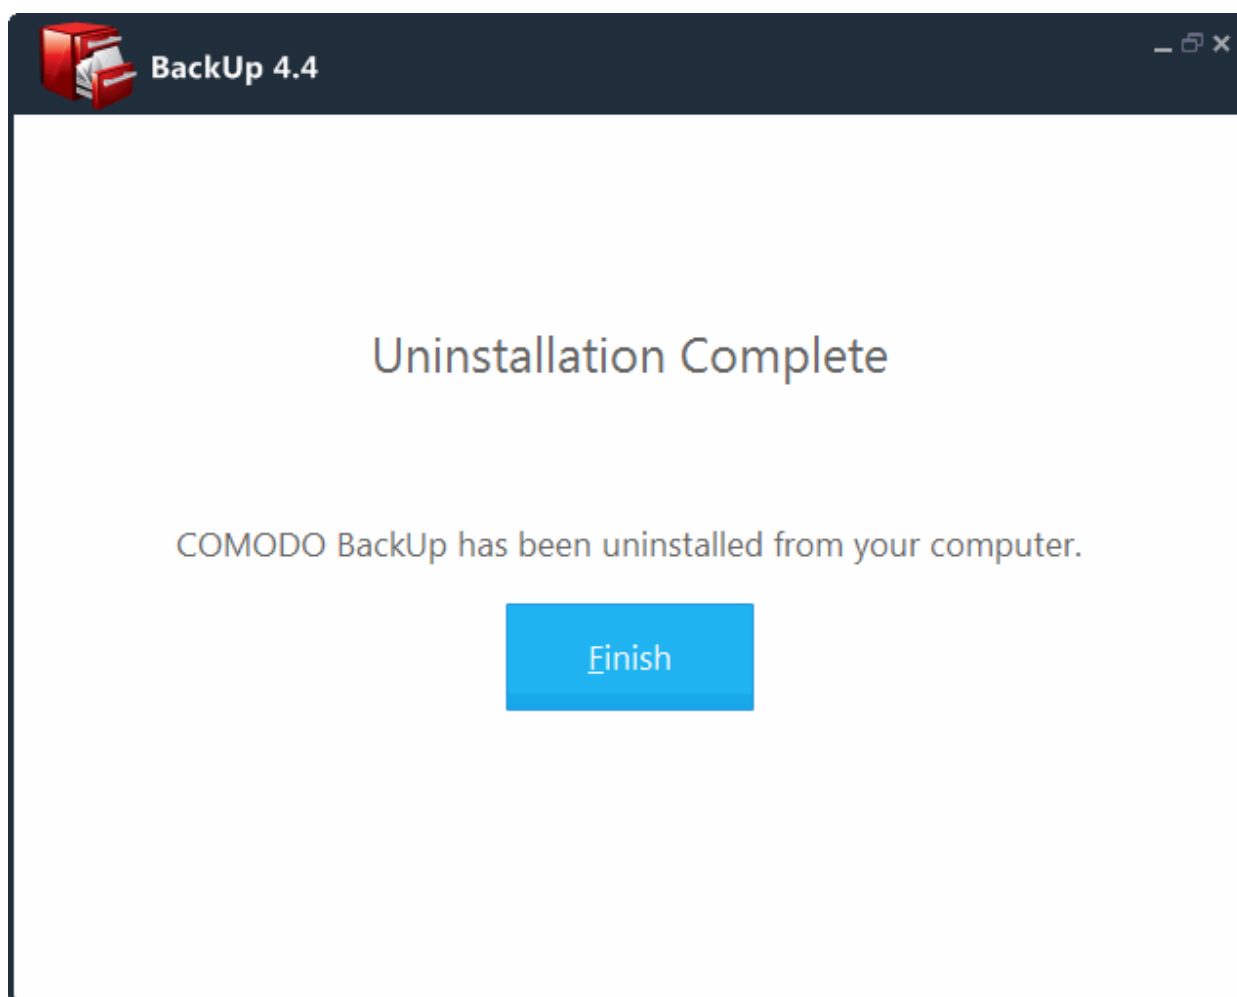 BackUp 4.4
Uninstallation Complete
COMODO BackUp has been uninstalled from your computer.
Finish